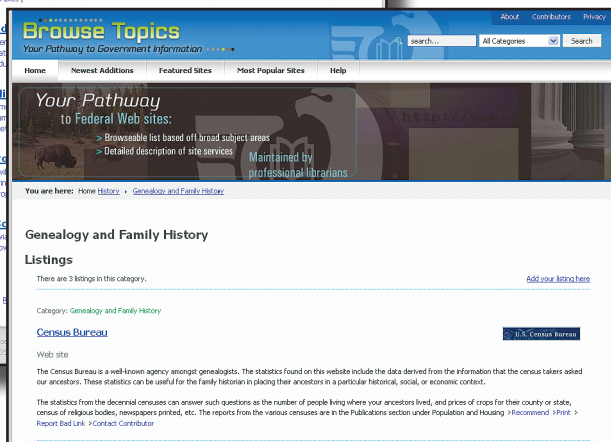 About Contributors Privacy
Browse Topics
Your Pathway to Government Information
search... All Categories Search
Home Newest Additions Featured Sites Most Popular Sites Help
Your Pathway
to Federal Web sites:
> Browseable list based off broad subject areas
> Detailed description of site services
Maintained by
professional librarians
http://www
You are here: Home History Genealogy and Family History
Genealogy and Family History
Listings
There are 3 listings in this category. Add your listing here
Category: Genealogy and Family History
Census Bureau
U.S. Census Bureau
Web site
The Census Bureau is a well-known agency amongst genealogists. The statistics found on this website include the data derived from the information that the census takers asked
our ancestors. These statistics can be useful for the family historian in placing their ancestors in a particular historical, social, or economic context.
The statistics from the decennial censuses can answer such questions as the number of people living where your ancestors lived, and prices of crops for their county or state,
census of religious bodies, newspapers printed, etc. The reports from the various censuses are in the Publications section under Population and Housing >Recommend >Print >
Report Bad Link >Contact Contributor